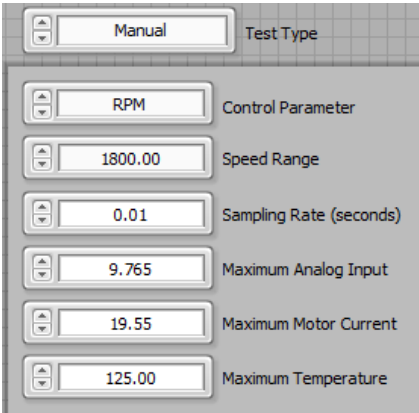 Manual Test Type
RPM Control Parameter
1800.00 Speed Range
0.01 Sampling Rate (seconds)
9.765 Maximum Analog Input
19.55 Maximum Motor Current
125.00 Maximum Temperature